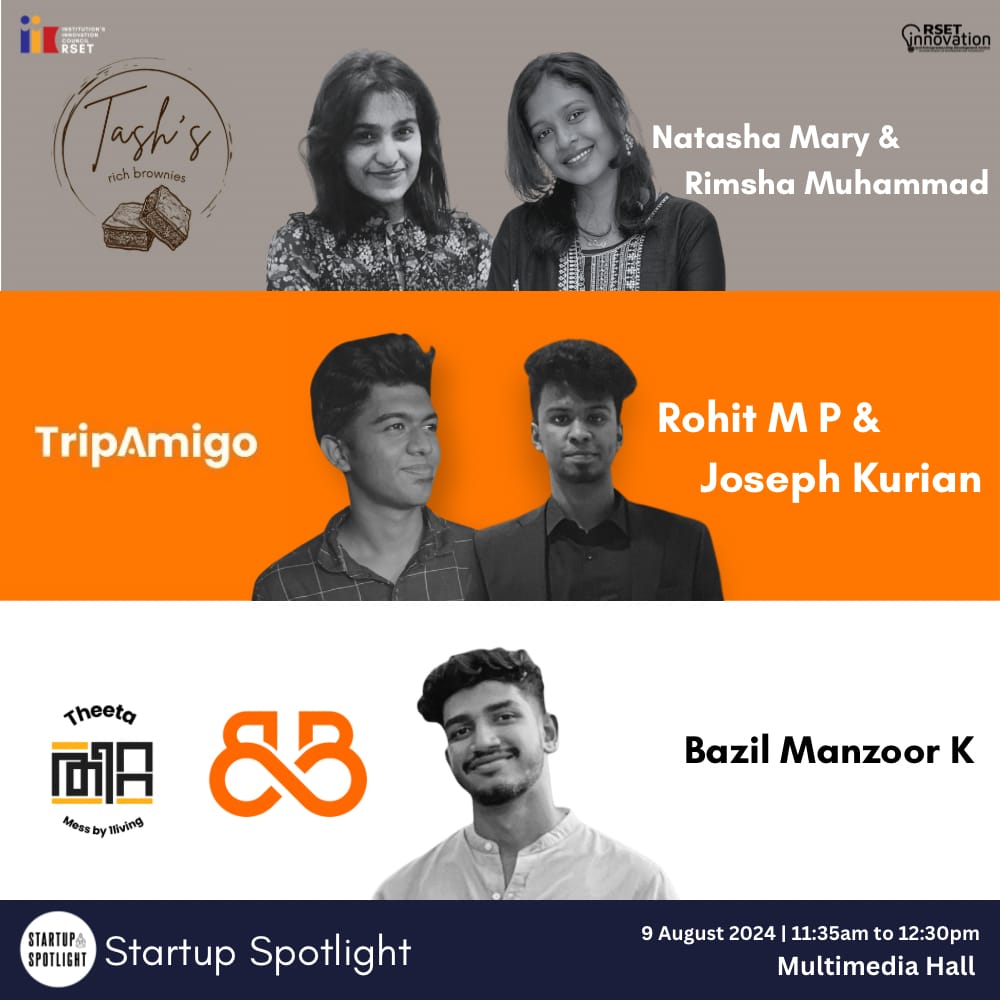 INSTITUTION'S
INNOVATION
COUNCIL
RSET
RSET
innovation
Tash's
rich brownies
Natasha Mary &
Rimsha Muhammad
TripAmigo
Rohit M P &
Joseph Kurian
Theeta
തീറ്റ
Mess by 1living
BB
Bazil Manzoor K
STARTUP
SPOTLIGHT
Startup Spotlight
9 August 2024 | 11:35am to 12:30pm
Multimedia Hall